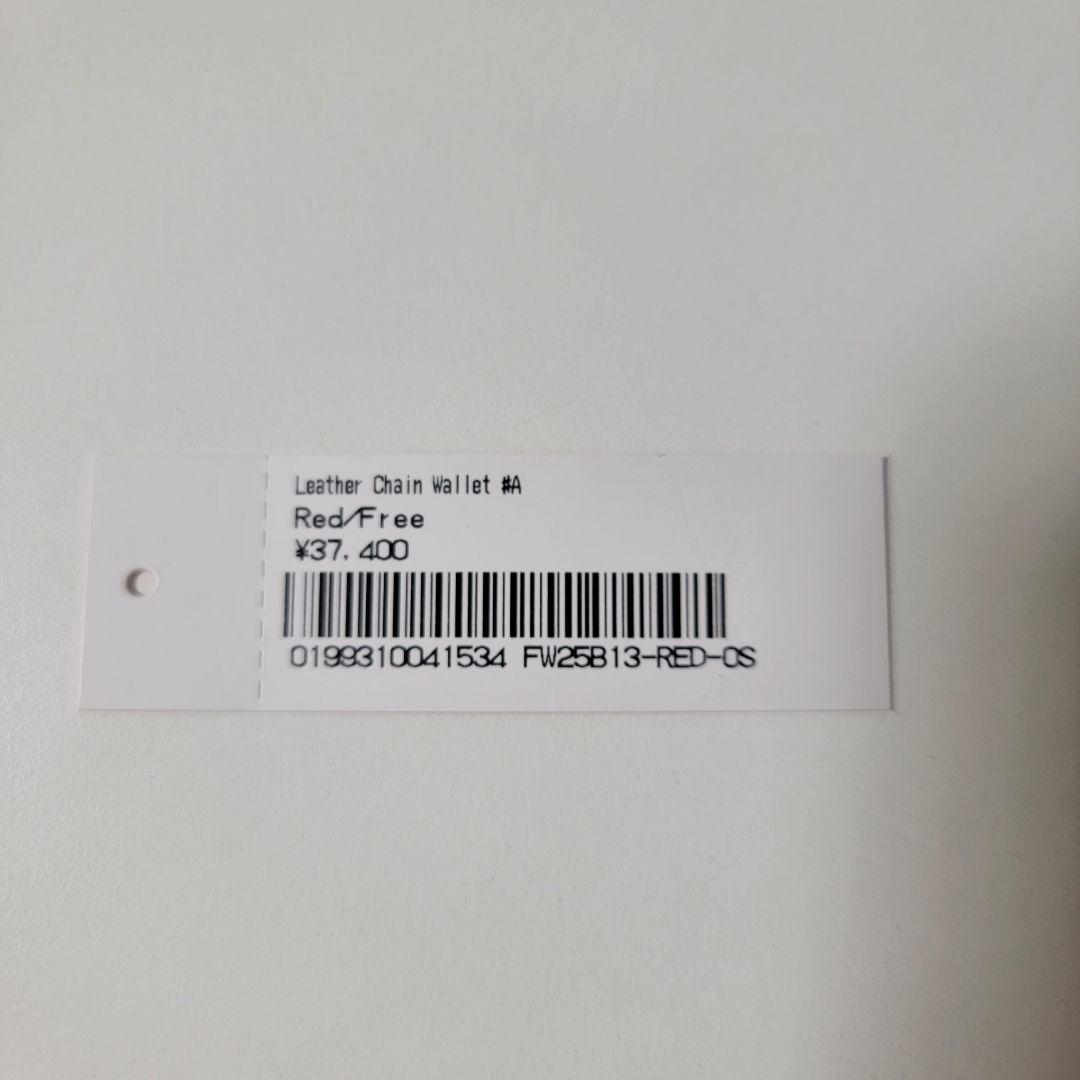 Leather Chain Wallet #A
Red/Free
¥37,400
0199310041534 FW25B13-RED-OS